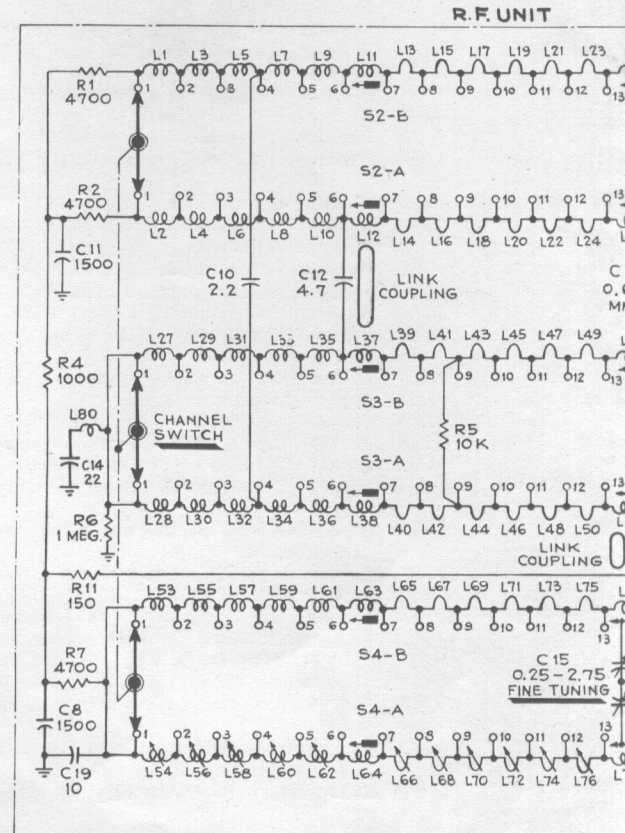 R.F. UNIT
L1 L3 L5 L7 L9 L11 L13 L15 L17 L19 L21 L23
R1
4700
1 2 3 4 5 6 7 8 9 10 11 12 13
S2-B
S2-A
R2
4700
1 2 3 4 5 6 7 8 9 10 11 12 13
L2 L4 L6 L8 L10 L12 L14 L16 L18 L20 L22 L24
C11
1500
C10
2.2
C12
4.7
LINK
COUPLING
L27 L29 L31 L35 L37 L39 L41 L43 L45 L47 L49
R4
1000
1 2 3 4 5 6 7 8 9 10 11 12 13
S3-B
L80
CHANNEL
SWITCH
R5
10K
C14
22
S3-A
1 2 3 4 5 6 7 8 9 10 11 12 13
R6
1 MEG.
L28 L30 L32 L34 L36 L38 L40 L42 L44 L46 L48 L50
LINK
COUPLING
R11
150
L53 L55 L57 L59 L61 L63 L65 L67 L69 L71 L73 L75
1 2 3 4 5 6 7 8 9 10 11 12 13
R7
4700
S4-B
C15
0.25-2.75
FINE TUNING
C8
1500
S4-A
1 2 3 4 5 6 7 8 9 10 11 12 13
C19
10
L54 L56 L58 L60 L62 L64 L66 L68 L70 L72 L74 L76